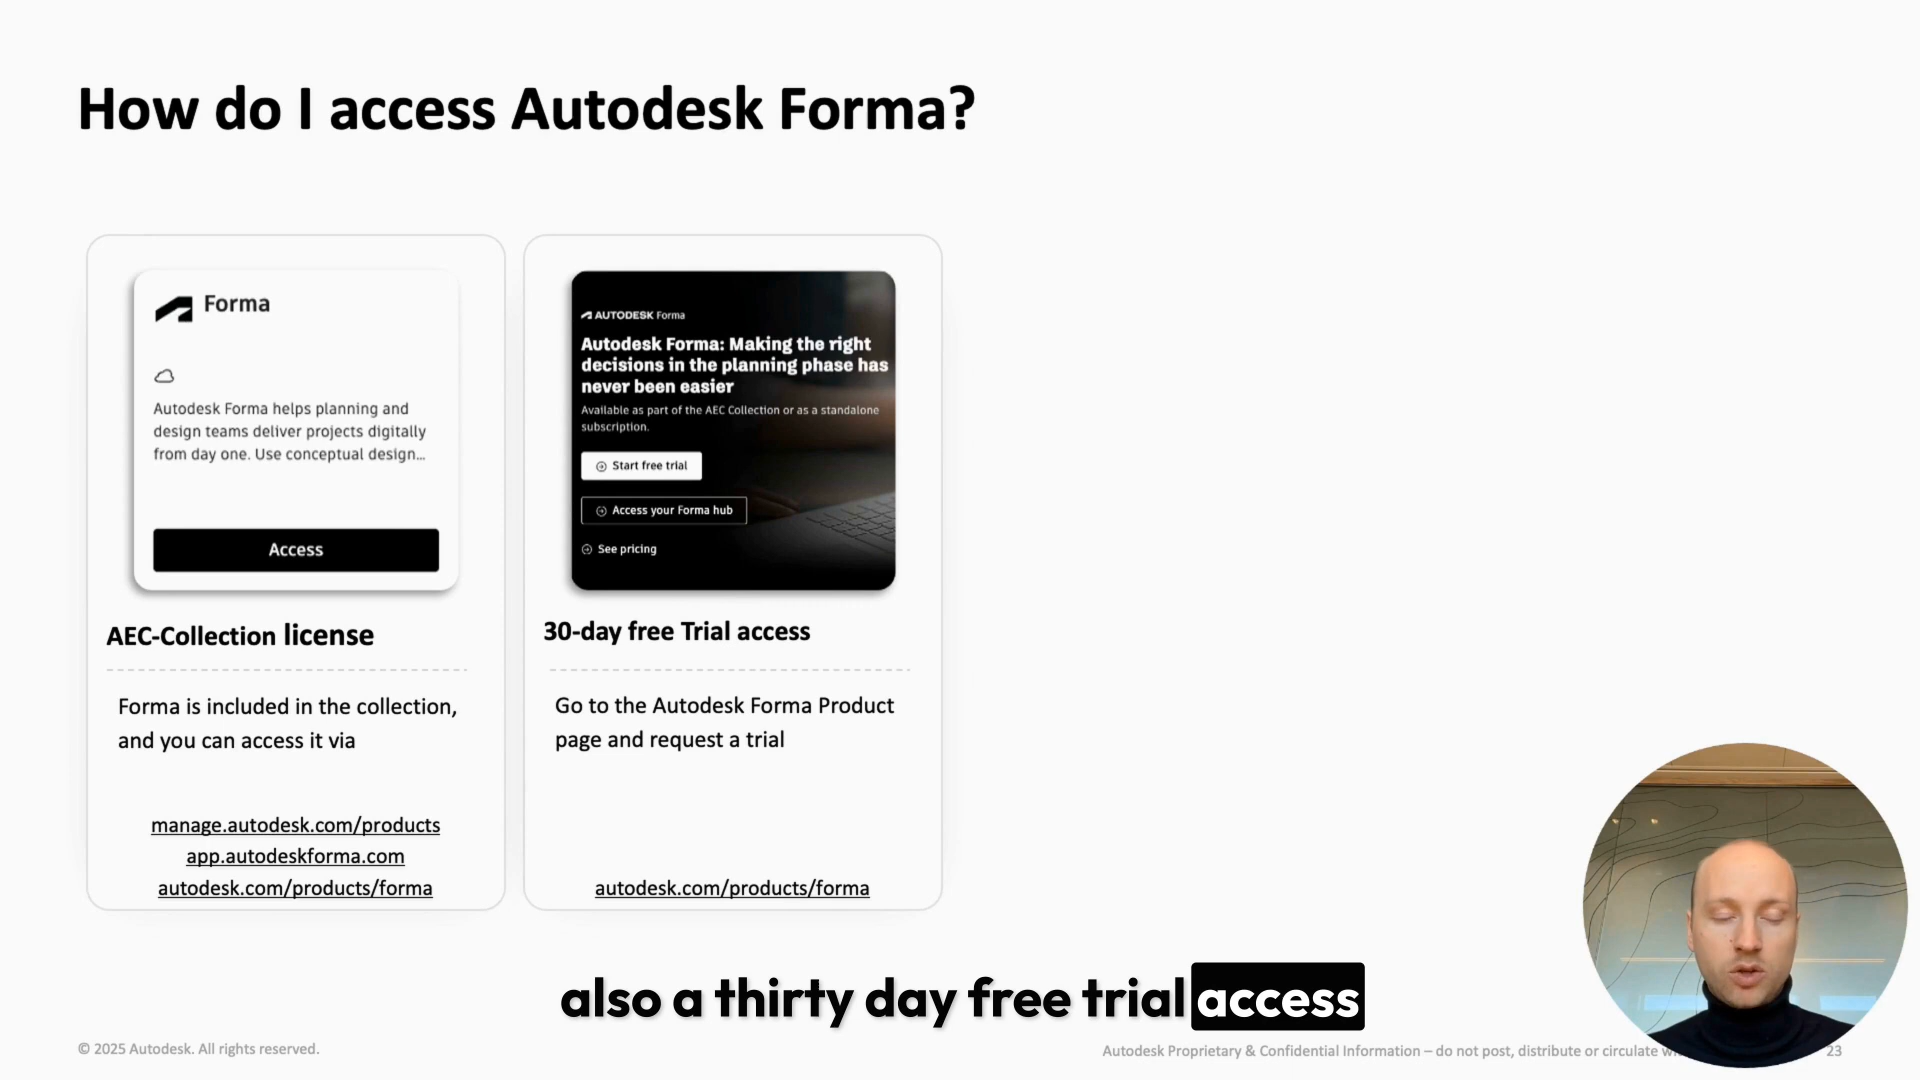 How do I access Autodesk Forma?
Forma
Autodesk Forma helps planning and
design teams deliver projects digitally
from day one. Use conceptual design...
Access
AEC-Collection license
Forma is included in the collection,
and you can access it via
manage.autodesk.com/products
app.autodeskforma.com
autodesk.com/products/forma
AUTODESK Forma
Autodesk Forma: Making the right
decisions in the planning phase has
never been easier
Available as part of the AEC Collection or as a standalone
subscription.
Start free trial
Access your Forma hub
See pricing
30-day free Trial access
Go to the Autodesk Forma Product
page and request a trial
autodesk.com/products/forma
also a thirty day free trial access
© 2025 Autodesk. All rights reserved.
Autodesk Proprietary & Confidential Information – do not post, distribute or circulate
23